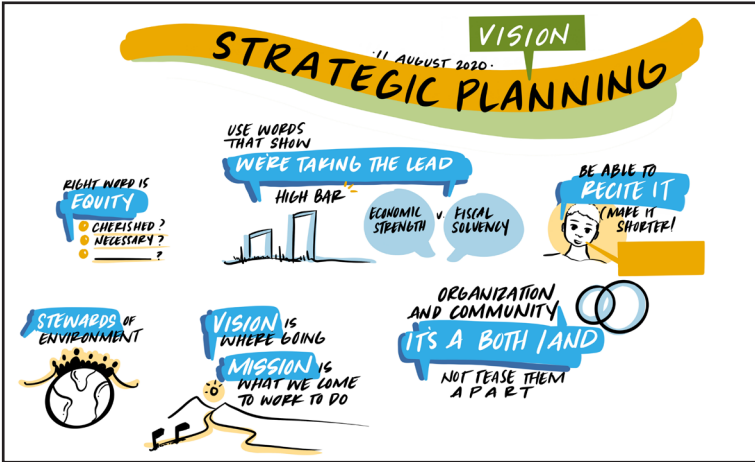 VISION
·11 AUGUST 2020·
STRATEGIC PLANNING
USE WORDS
THAT SHOW
WE'RE TAKING THE LEAD
HIGH BAR
ECONOMIC
STRENGTH
V.
FISCAL
SOLVENCY
BE ABLE TO
RECITE IT
(MAKE IT
SHORTER!
RIGHT WORD IS
EQUITY
CHERISHED?
NECESSARY?
______?
STEWARDS OF
ENVIRONMENT
VISION IS
WHERE GOING
MISSION IS
WHAT WE COME
TO WORK TO DO
ORGANIZATION
AND COMMUNITY
IT'S A BOTH/AND
NOT TEASE THEM
APART